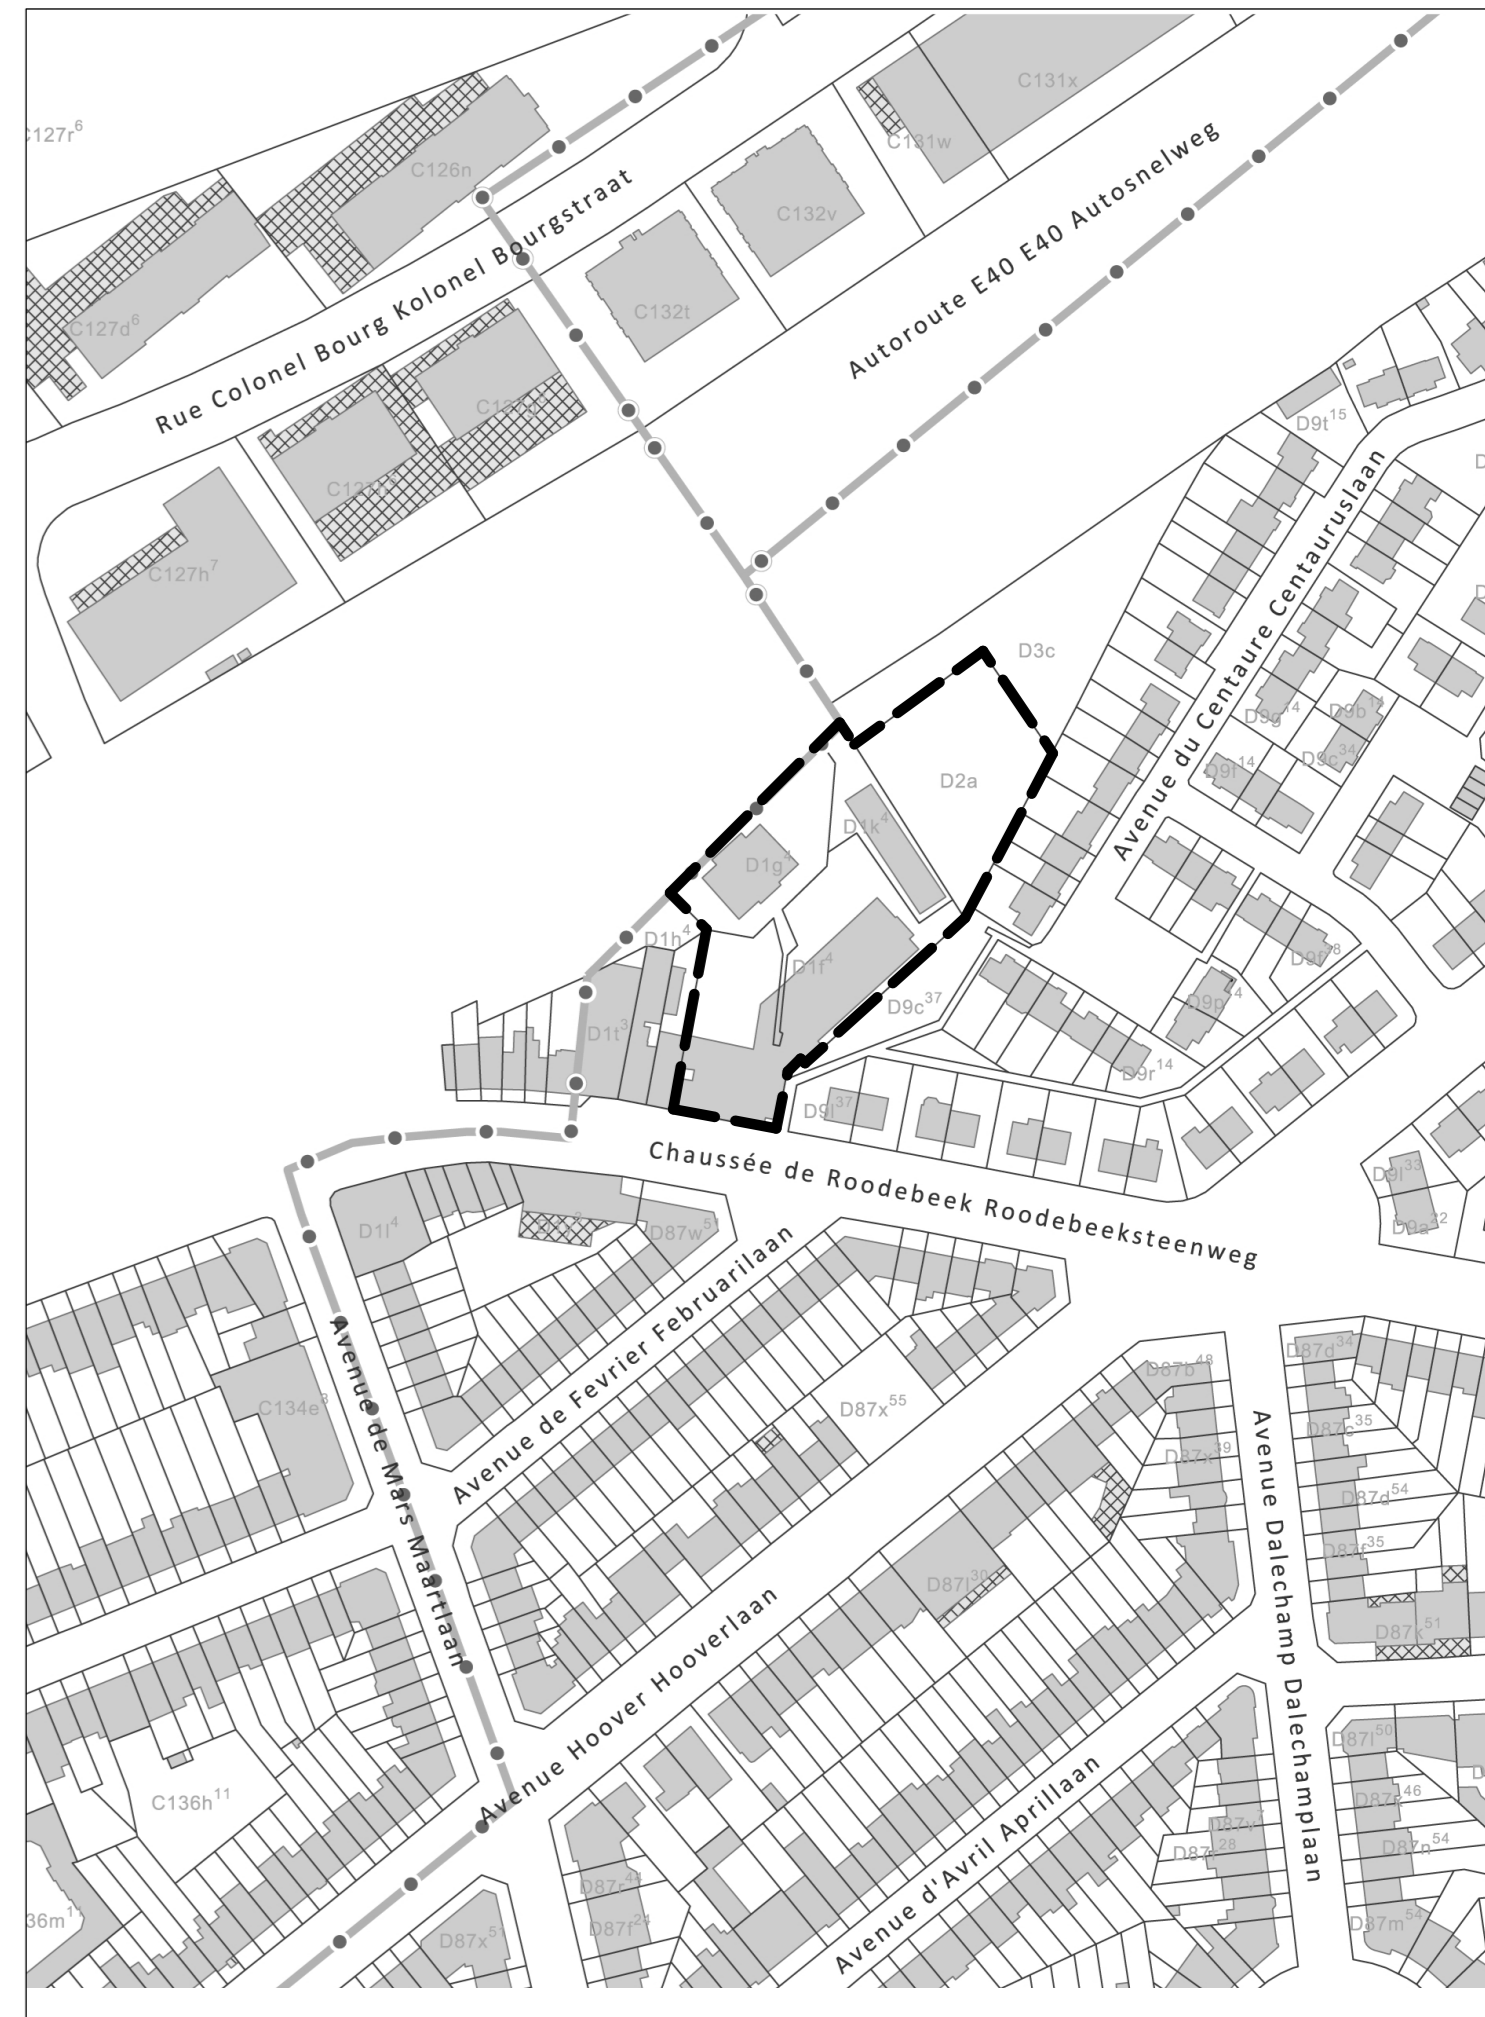 C131x
C127r⁶
C131w
C126n
Rue Colonel Bourg Kolonel Bourgstraat
C132v
Autoroute E40 E40 Autosnelweg
C132t
C127d⁶
D9t¹⁵
C127h⁷
Avenue du Centaure Centauruslaan
D3c
D9g¹⁴
D9b¹⁴
D9c³⁴
D9f¹⁴
D2a
D1k⁴
D1g⁴
D1h⁴
D1f⁴
D9f¹⁸
D9c³⁷
D9p¹⁴
D1t³
D9r¹⁴
D9l³⁷
Chaussée de Roodebeek Roodebeeksteenweg
D9l³³
D1l⁴
D87w⁵¹
Avenue de Fevrier Februarilaan
Avenue de Mars Maartlaan
D87d³⁴
D87b⁴⁸
C134e³
D87x⁵⁵
D87c³⁵
D87x³⁹
D87d⁵⁴
Avenue Dalechamp Dalechamplaan
D87f³⁵
D87l³⁰
D87k⁵¹
Avenue Hoover Hooverlaan
D87l⁵⁰
C136h¹¹
Avenue d'Avril Aprillaan
D87n⁵⁴
D87r⁴⁴
D87f²⁴
D87m⁵⁴
36m¹¹
D87x⁵¹